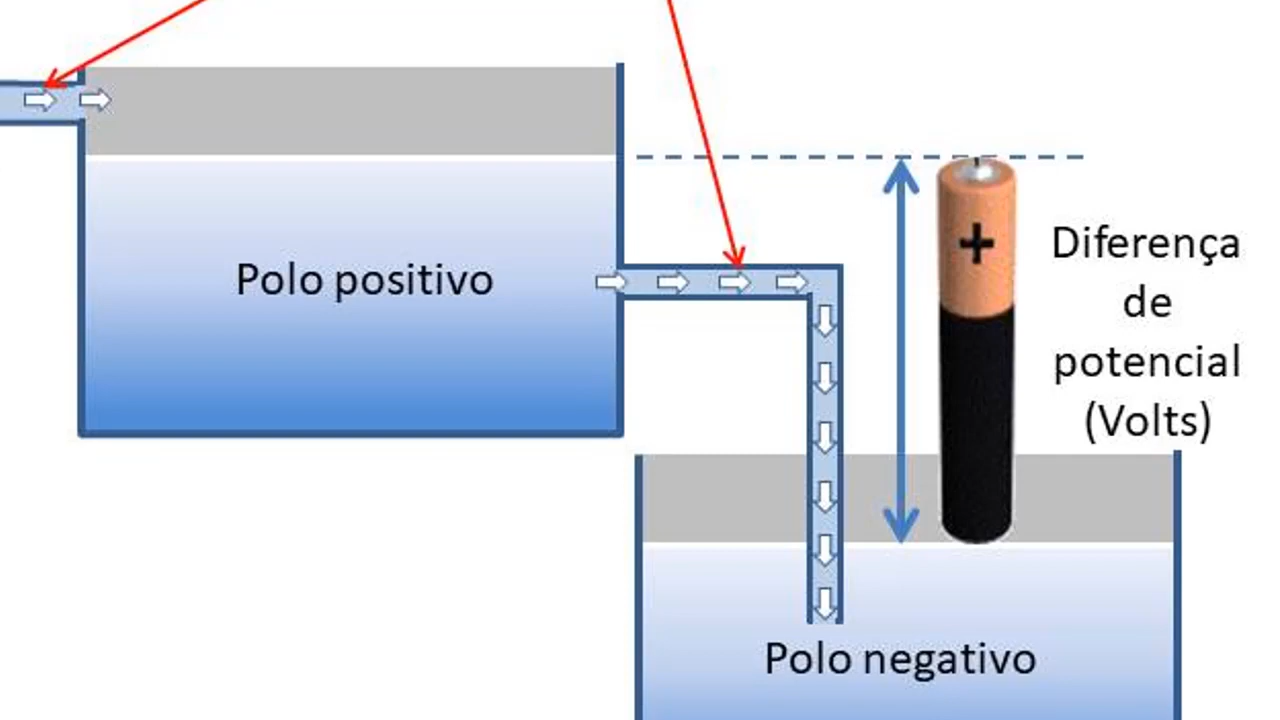 Polo positivo
+
Diferença
de
potencial
(Volts)
Polo negativo